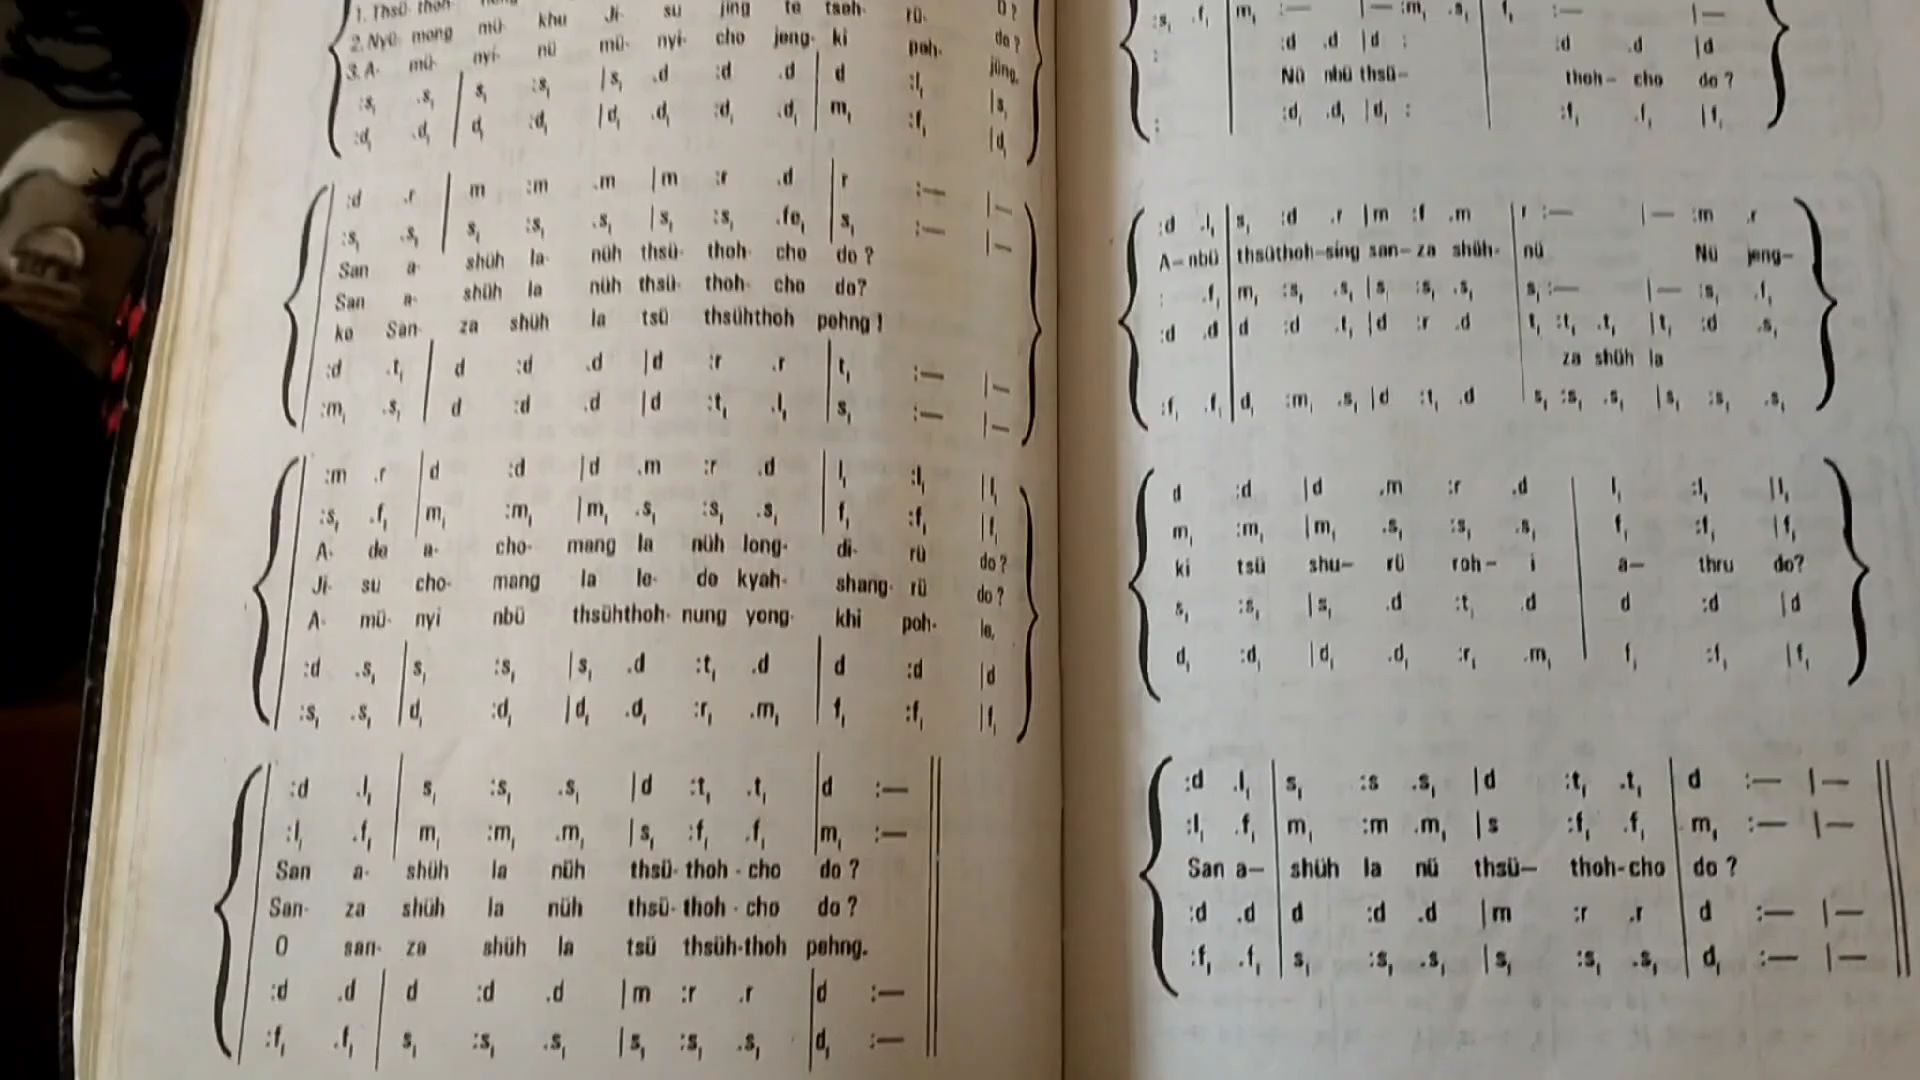 1. Thsü- thoh- mü- khu Ji- su jing te tsoh- rü-
2. Nyü- mong mü- nyi- cho jeng- ki poh- do?
3. A- mü- nyi- nü jüng,
:s, .s, | s, :s, | s, .d :d .d | d :l, | s,
:d, .d, | d, :d, | d, .d, :d, .d, | m, :f, | d,
:d .r | m :m .m | m :r .d | r :— | —
:s, .s, | s, :s, .s, | s, :s, .fe, | s, :— | —
San a- shüh la- nüh thsü- thoh- cho do?
San a- shüh la nüh thsü- thoh- cho do?
ko San- za shüh la tsü thsühthoh pehng!
:d .t, | d :d .d | d :r .r | t, :— | —
:m, .s, | d :d .d | d :t, .l, | s, :— | —
:m .r | d :d | d .m :r .d | l, :l, | l,
:s, .f, | m, :m, | m, .s, :s, .s, | f, :f, | f,
A- de a- cho- mang la nüh long- di- rü do?
Ji- su cho- mang la le- de kyah- shang- rü do?
A- mü- nyi nbü thsühthoh- nung yong- khi poh- le,
:d .s, | s, :s, | s, .d :t, .d | d :d | d
:s, .s, | d, :d, | d, .d, :r, .m, | f, :f, | f,
:d .l, | s, :s, .s, | d :t, .t, | d :—
:l, .f, | m, :m, .m, | s, :f, .f, | m, :—
San a- shüh la nüh thsü- thoh - cho do?
San- za shüh la nüh thsü- thoh - cho do?
O san- za shüh la tsü thsüh-thoh pehng.
:d .d | d :d .d | m :r .r | d :—
:f, .f, | s, :s, .s, | s, :s, .s, | d, :—
:s, .f, | m, :— | — :m, .s, | f, :— | —
: :d .d | d : :d .d | d
Nü nbü thsü- thoh- cho do?
: :d, .d, | d, : :f, .f, | f,
:d .l, | s, :d .r | m :f .m | r :— | — :m .r
A- nbü thsüthoh-sing san- za shüh- nü Nü jeng-
: .f, | m, :s, .s, | s, :s, .s, | s, :— | — :s, .f,
:d .d | d :d .t, | d :r .d | t, :t, .t, | t, :d .s,
za shüh la
:f, .f, | d, :m, .s, | d :t, .d | s, :s, .s, | s, :s, .s,
d :d | d .m :r .d | l, :l, | l,
m, :m, | m, .s, :s, .s, | f, :f, | f,
ki tsü shu- rü roh- i a- thru do?
s, :s, | s, .d :t, .d | d :d | d
d, :d, | d, .d, :r, .m, | f, :f, | f,
:d .l, | s, :s .s, | d :t, .t, | d :— | —
:l, .f, | m, :m .m, | s :f, .f, | m, :— | —
San a- shüh la nü thsü- thoh-cho do?
:d .d | d :d .d | m :r .r | d :— | —
:f, .f, | s, :s, .s, | s, :s, .s, | d, :— | —